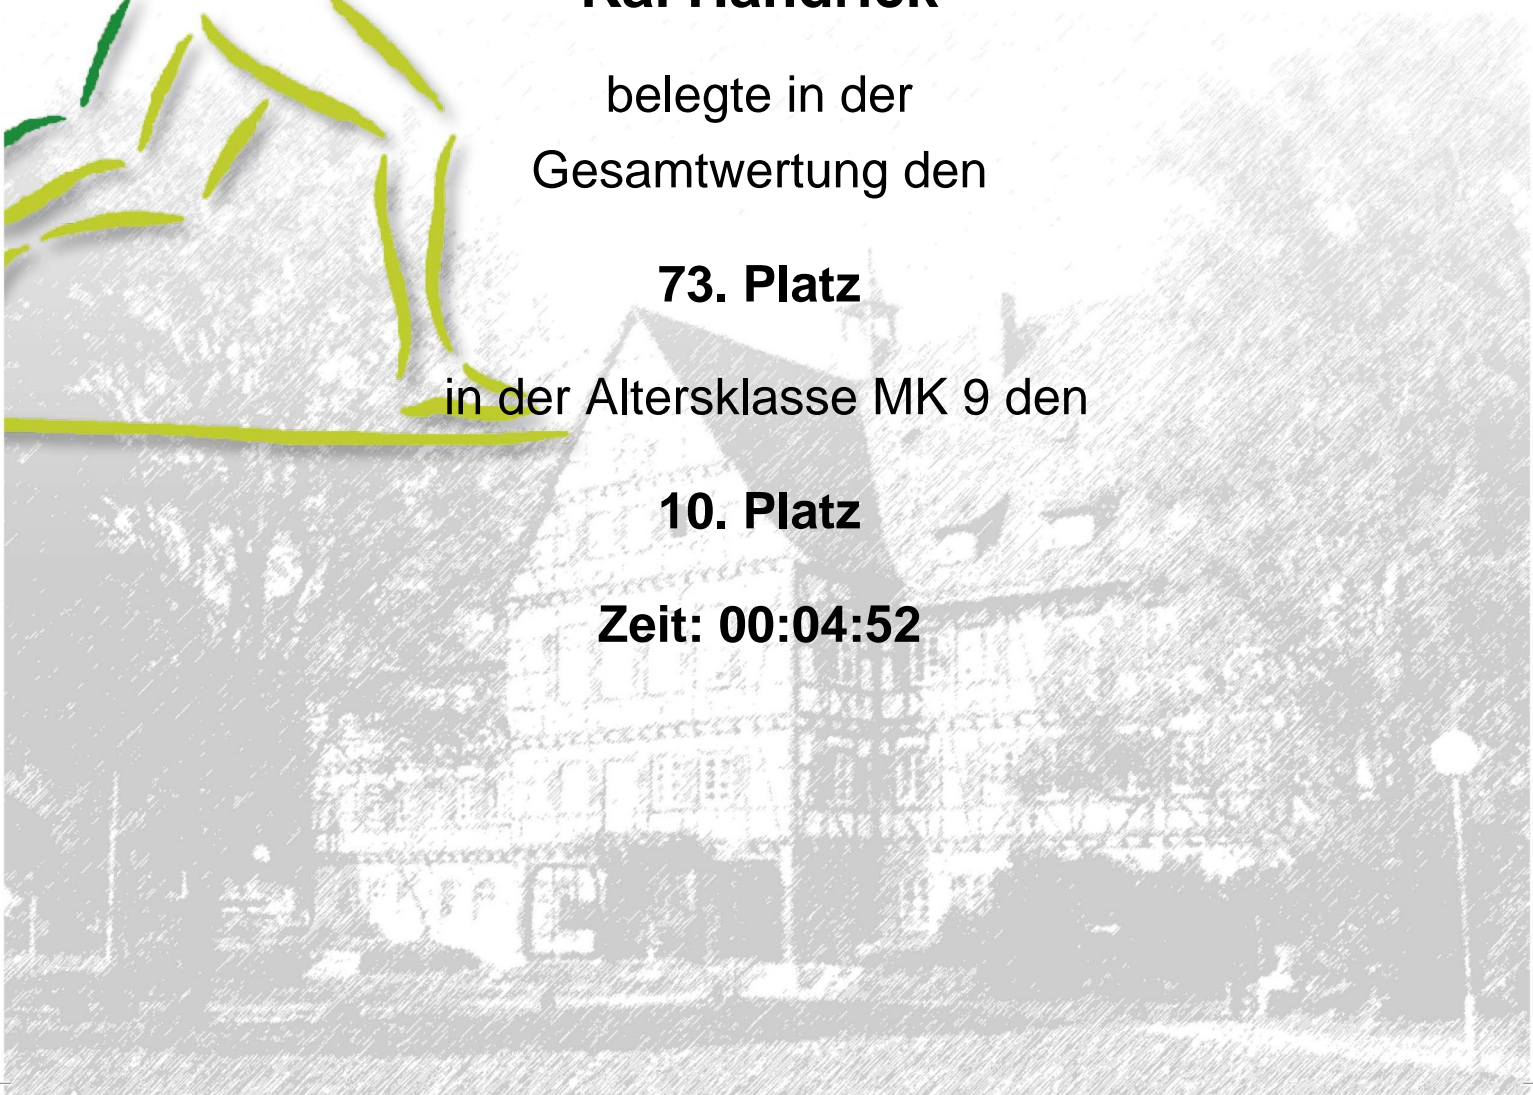 belegte in der
Gesamtwertung den
73. Platz
in der Altersklasse MK 9 den
10. Platz
Zeit: 00:04:52